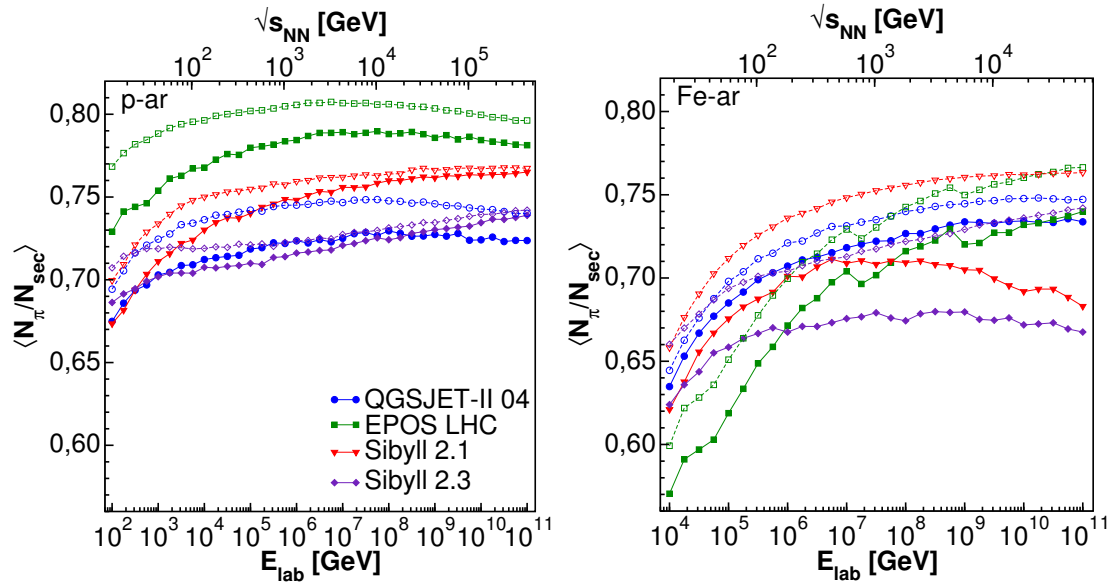 √s_NN [GeV]
10^2 10^3 10^4 10^5
p-ar
0,80
0,75
0,70
0,65
0,60
⟨N_π/N_sec⟩
QGSJET-II 04
EPOS LHC
Sibyll 2.1
Sibyll 2.3
10^2 10^3 10^4 10^5 10^6 10^7 10^8 10^9 10^10 10^11
E_lab [GeV]
√s_NN [GeV]
10^2 10^3 10^4
Fe-ar
0,80
0,75
0,70
0,65
0,60
⟨N_π/N_sec⟩
10^4 10^5 10^6 10^7 10^8 10^9 10^10 10^11
E_lab [GeV]